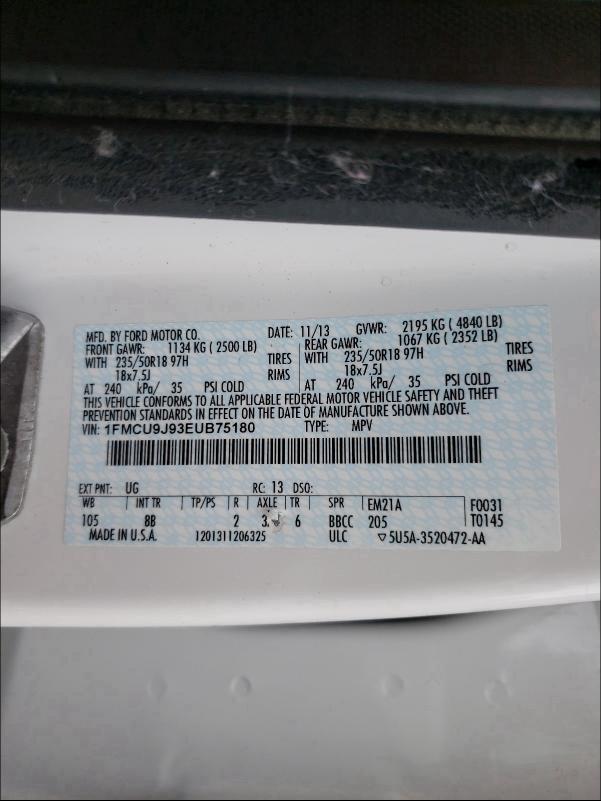 MFD. BY FORD MOTOR CO. DATE: 11/13 GVWR: 2195 KG ( 4840 LB)
FRONT GAWR: 1134 KG ( 2500 LB) REAR GAWR: 1067 KG ( 2352 LB)
WITH 235/50R18 97H TIRES WITH 235/50R18 97H TIRES
18x7.5J RIMS 18x7.5J RIMS
AT 240 kPa/ 35 PSI COLD AT 240 kPa/ 35 PSI COLD
THIS VEHICLE CONFORMS TO ALL APPLICABLE FEDERAL MOTOR VEHICLE SAFETY AND THEFT
PREVENTION STANDARDS IN EFFECT ON THE DATE OF MANUFACTURE SHOWN ABOVE.
VIN: 1FMCU9J93EUB75180 TYPE: MPV
EXT PNT: UG RC: 13 DSO:
WB INT TR TP/PS R AXLE TR SPR EM21A F0031
105 8B 2 6 BBCC 205 T0145
MADE IN U.S.A. 1201311206325 ULC ▽5U5A-3520472-AA